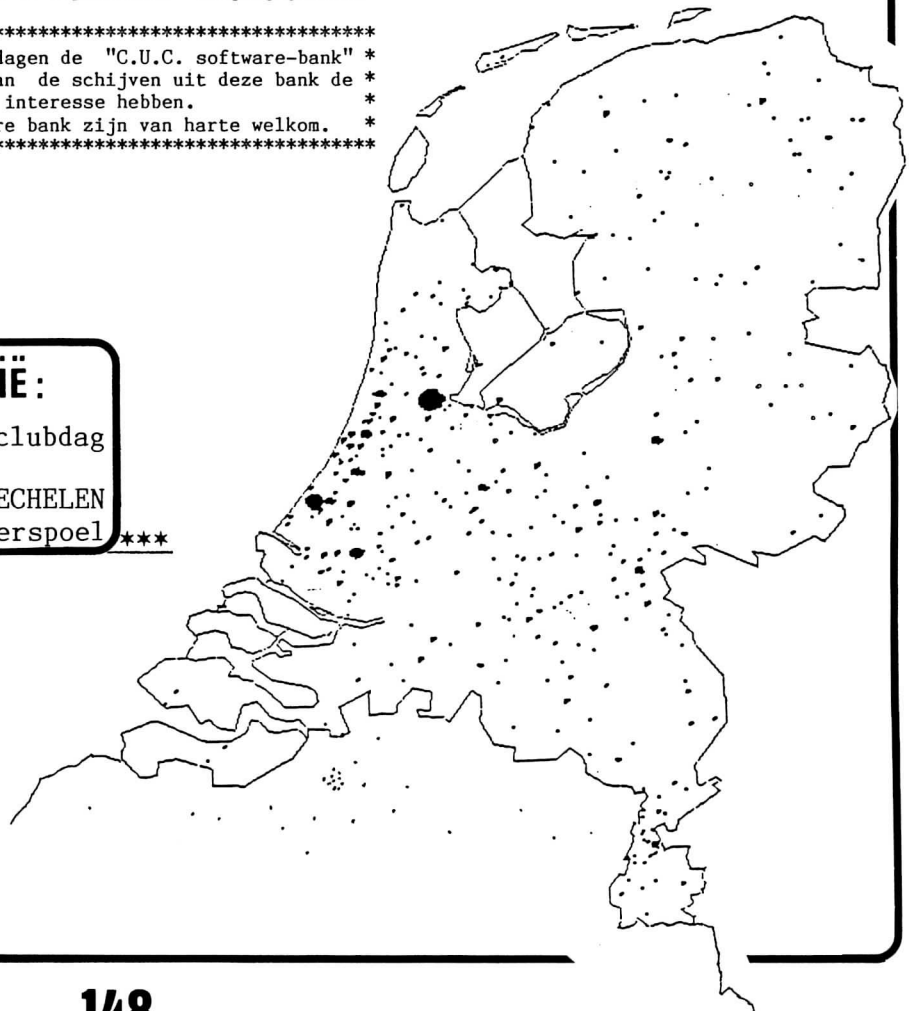 *********************************
lagen de "C.U.C. software-bank" *
an de schijven uit deze bank de *
interesse hebben. *
re bank zijn van harte welkom. *
*********************************
IË:
clubdag
ECHELEN
erspoel ***
148